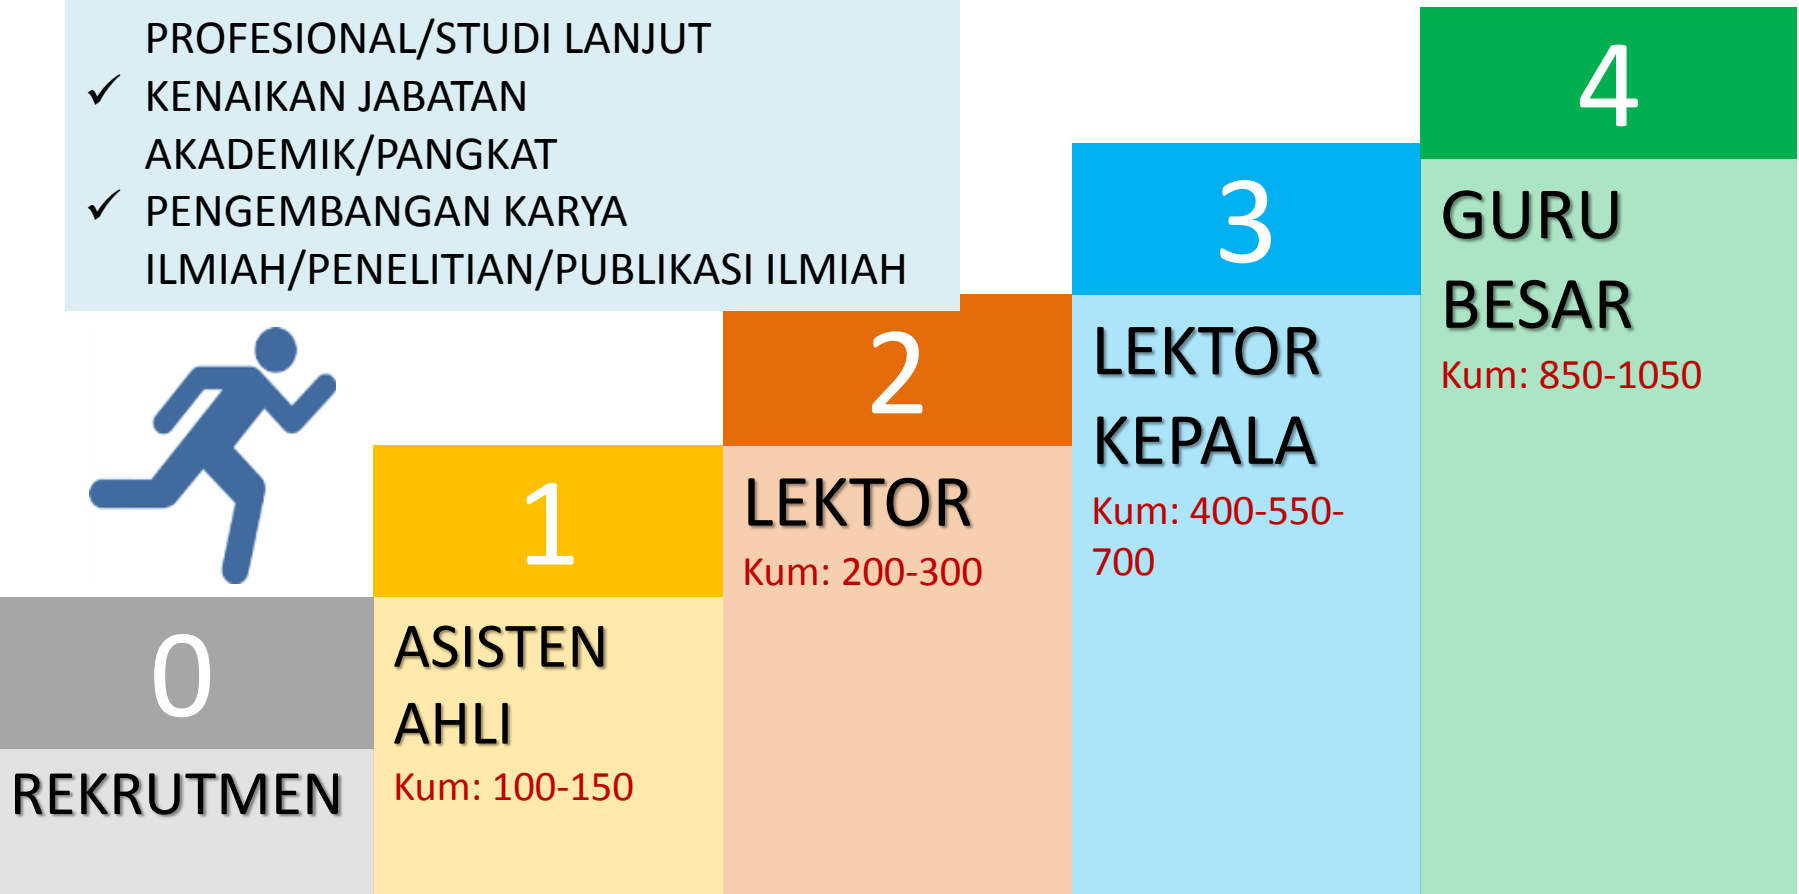 PROFESIONAL/STUDI LANJUT
✓ KENAIKAN JABATAN
AKADEMIK/PANGKAT
✓ PENGEMBANGAN KARYA
ILMIAH/PENELITIAN/PUBLIKASI ILMIAH
0
REKRUTMEN
1
ASISTEN
AHLI
Kum: 100-150
2
LEKTOR
Kum: 200-300
3
LEKTOR
KEPALA
Kum: 400-550-
700
4
GURU
BESAR
Kum: 850-1050